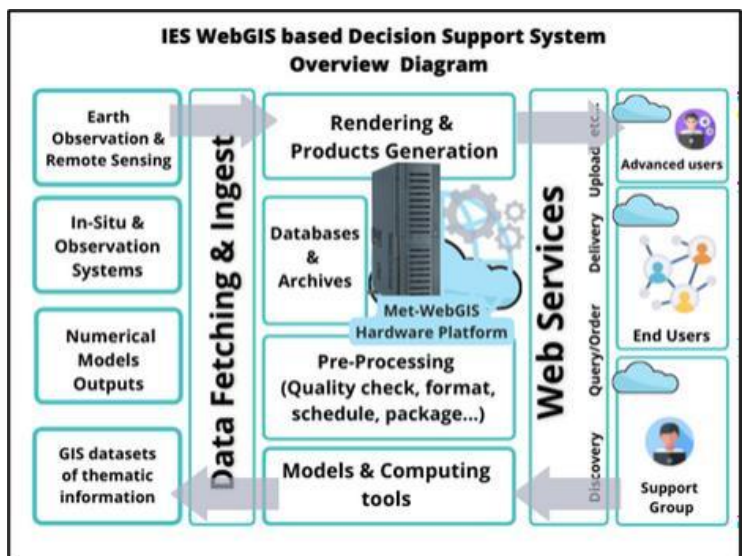 IES WebGIS based Decision Support System
Overview Diagram
Earth
Observation &
Remote Sensing
In-Situ &
Observation
Systems
Numerical
Models
Outputs
GIS datasets
of thematic
information
Data Fetching & Ingest
Rendering &
Products Generation
Databases
&
Archives
Met-WebGIS
Hardware Platform
Pre-Processing
(Quality check, format,
schedule, package...)
Models & Computing
tools
Web Services
Upload etc...
Delivery
Query/Order
Discovery
Advanced users
End Users
Support
Group